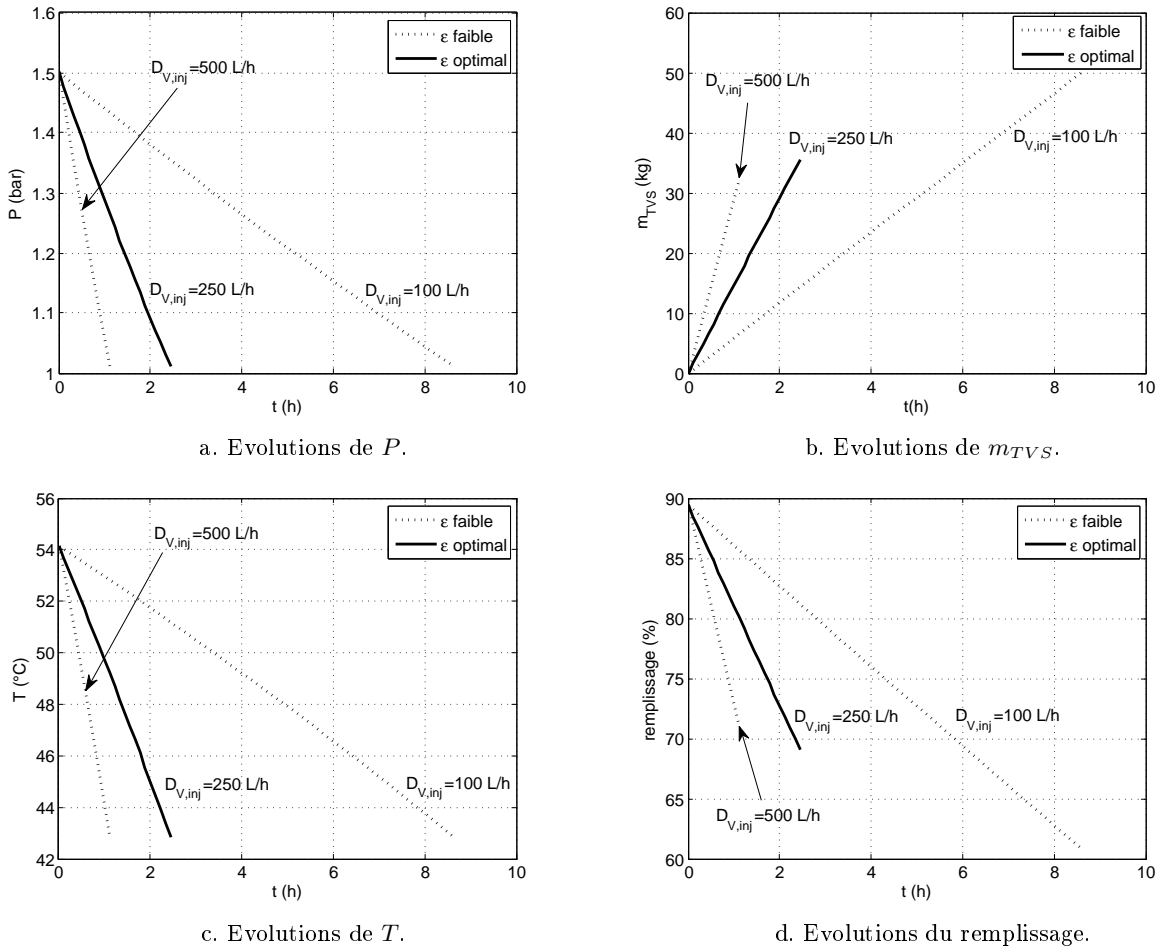 1.6
1.5
1.4
1.3
1.2
1.1
1
P (bar)
0 2 4 6 8 10
t (h)
ε faible
ε optimal
D_V,inj=500 L/h
D_V,inj=250 L/h
D_V,inj=100 L/h
a. Evolutions de P.
60
50
40
30
20
10
0
m_TVS (kg)
0 2 4 6 8 10
t(h)
ε faible
ε optimal
D_V,inj=500 L/h
D_V,inj=250 L/h
D_V,inj=100 L/h
b. Evolutions de m_TVS.
56
54
52
50
48
46
44
42
T (°C)
0 2 4 6 8 10
t (h)
ε faible
ε optimal
D_V,inj=500 L/h
D_V,inj=250 L/h
D_V,inj=100 L/h
c. Evolutions de T.
90
85
80
75
70
65
60
remplissage (%)
0 2 4 6 8 10
t (h)
ε faible
ε optimal
D_V,inj=250 L/h
D_V,inj=100 L/h
D_V,inj=500 L/h
d. Evolutions du remplissage.